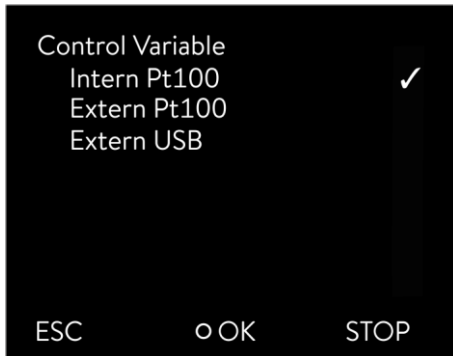 Control Variable
Intern Pt100 ✓
Extern Pt100
Extern USB
ESC O OK STOP